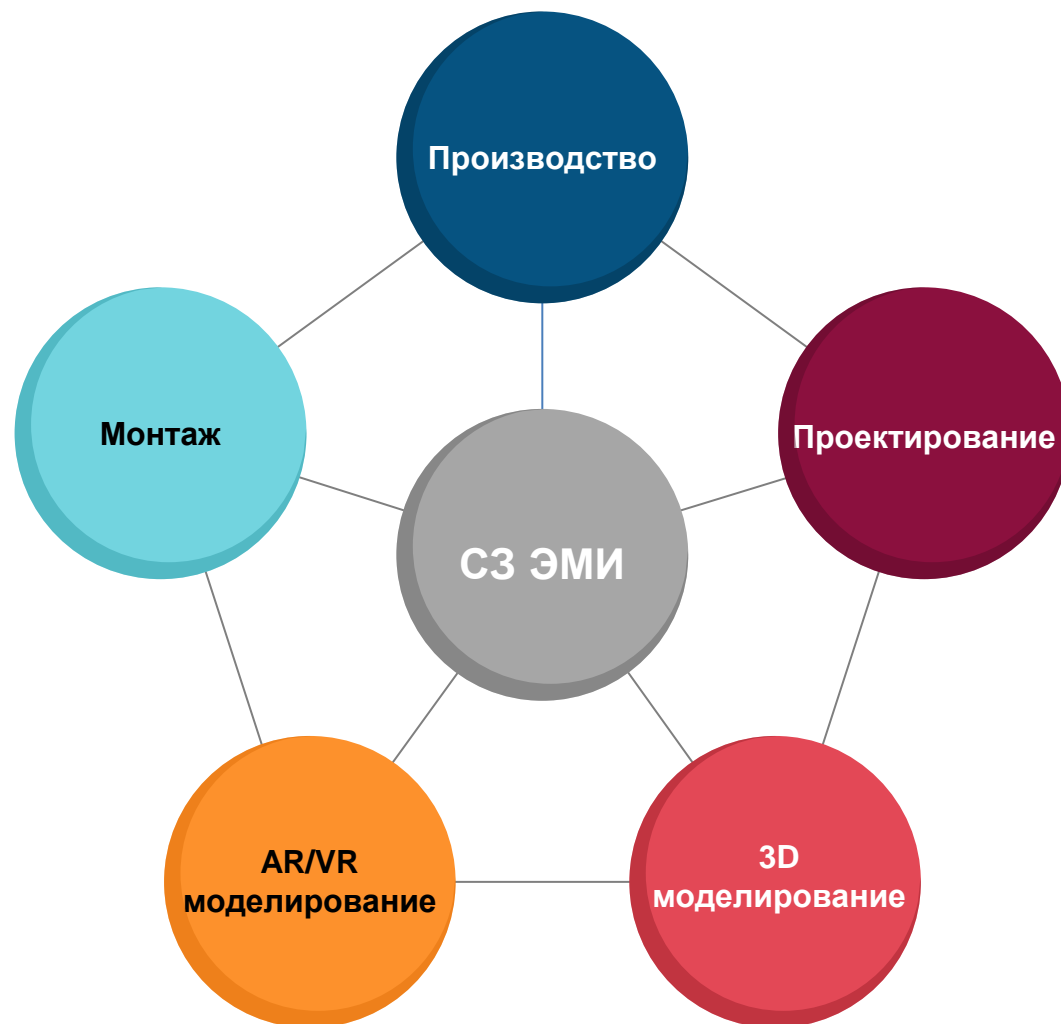 Производство
Монтаж
Проектирование
СЗ ЭМИ
AR/VR
моделирование
3D
моделирование